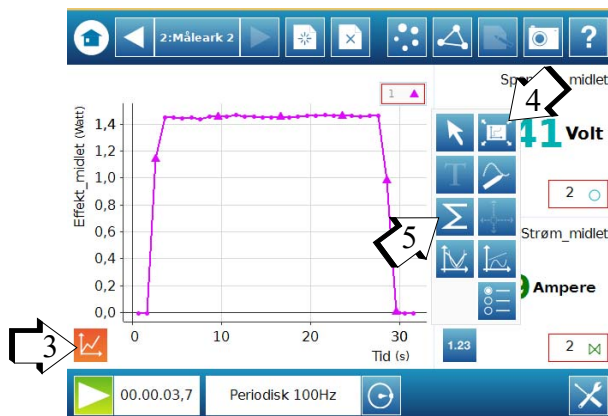 2:Måleark 2
?
Sp
midlet
4
1
41 Volt
2
Effekt_midlet (Watt)
1,4
1,2
1,0
0,8
0,6
0,4
0,2
0,0
T
Σ
5
Strøm_midlet
9 Ampere
0
10
20
30
Tid (s)
3
1.23
2
00.00.03,7
Periodisk 100Hz